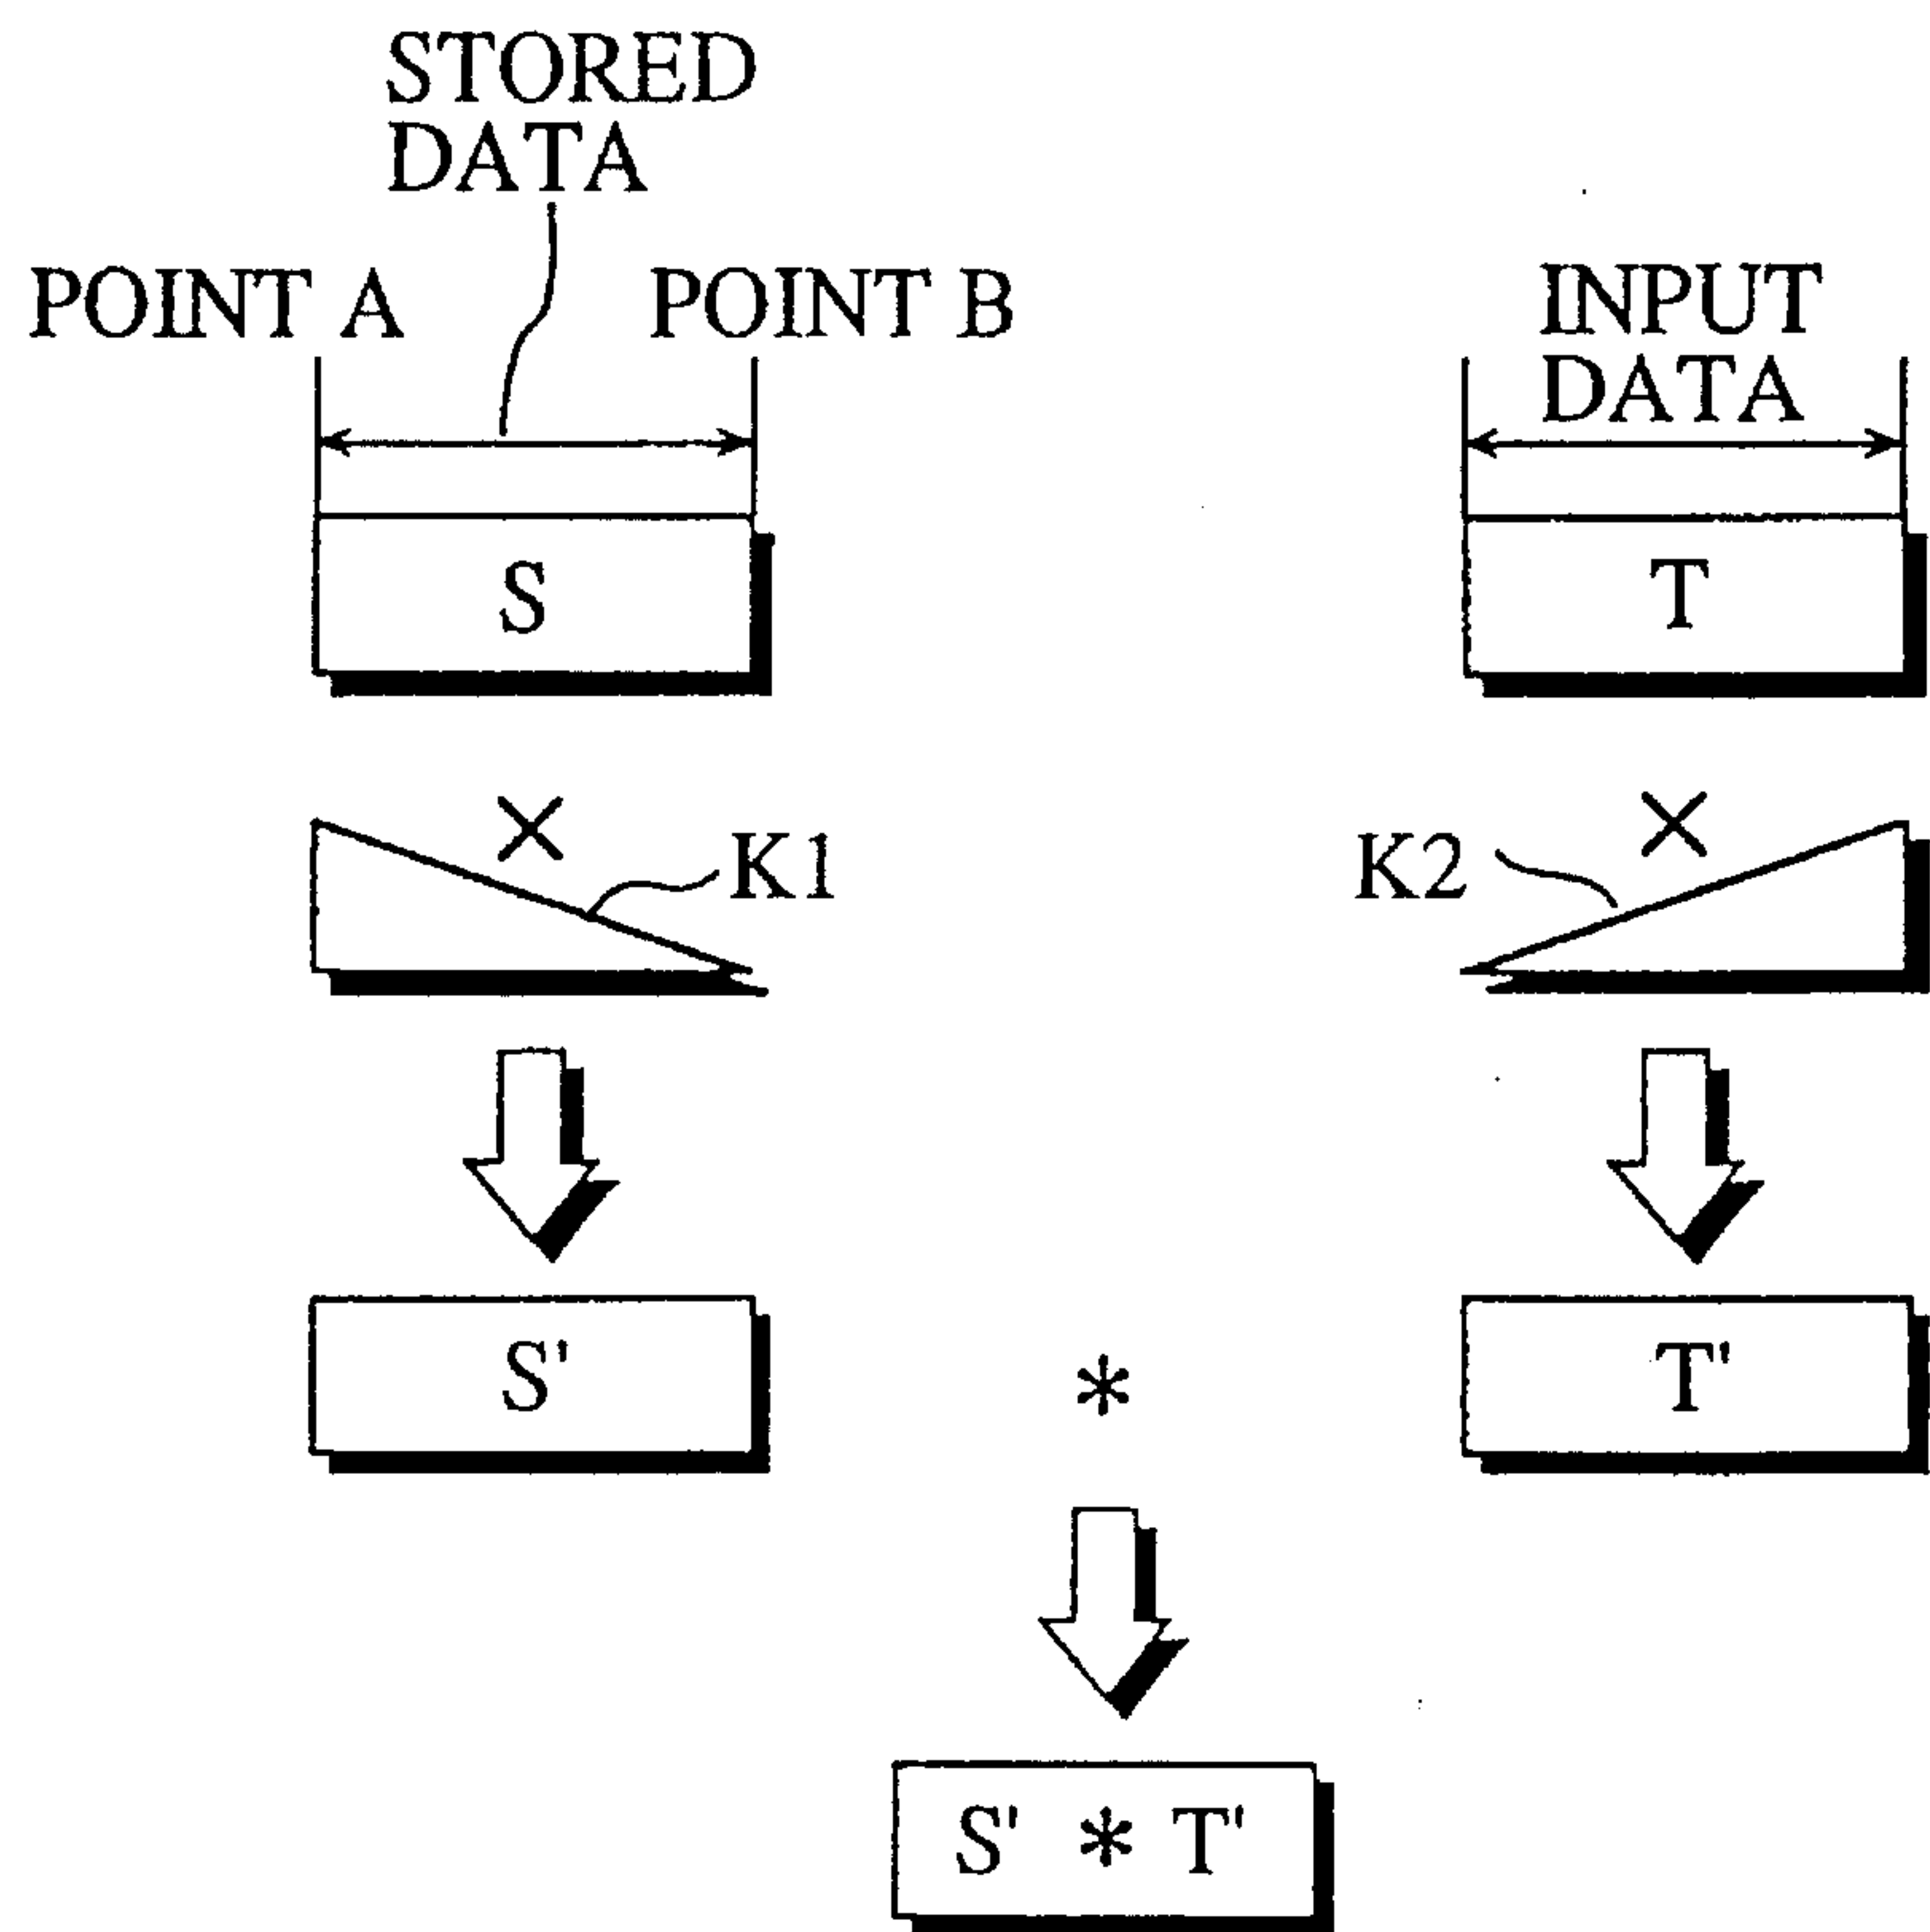 STORED
DATA
POINT A
POINT B
INPUT
DATA
S
T
×
×
K1
K2
S'
*
T'
S' * T'